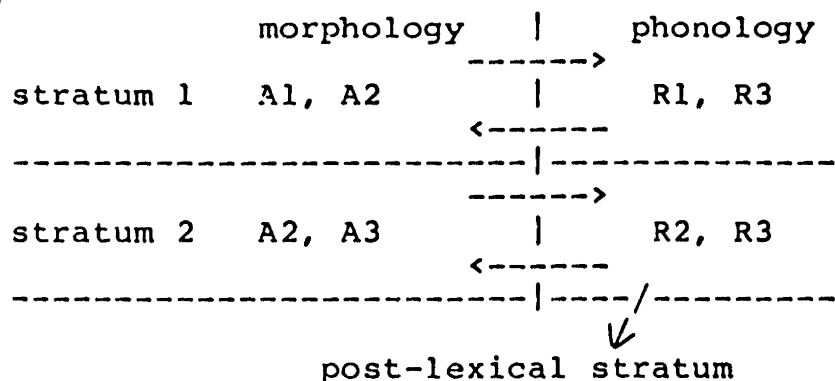 morphology | phonology
------>
stratum 1 A1, A2 | R1, R3
<------
--------------------------|---------------
------>
stratum 2 A2, A3 | R2, R3
<------
--------------------------|-----/---------
post-lexical stratum